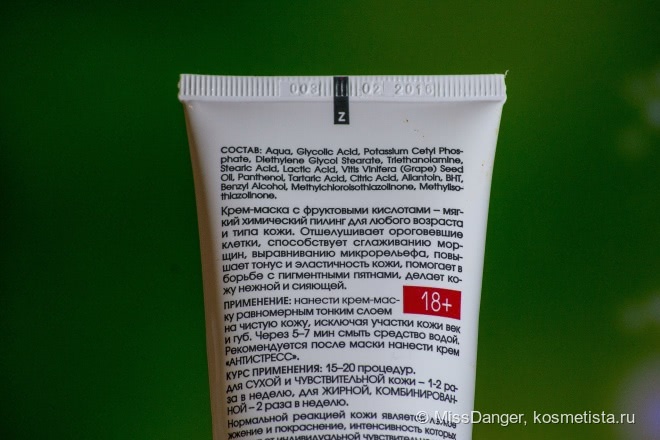 003 02 2016
Z
СОСТАВ: Aqua, Glycolic Acid, Potassium Cetyl Phos-
phate, Diethylene Glycol Stearate, Triethanolamine,
Stearic Acid, Lactic Acid, Vitis Vinifera (Grape) Seed
Oil, Panthenol, Tartaric Acid, Citric Acid, Allantoin, BHT,
Benzyl Alcohol, Methylchloroisothiazolinone, Methyliso-
thiazolinone.
Крем-маска с фруктовыми кислотами – мяг-
кий химический пилинг для любого возраста
и типа кожи. Отшелушивает ороговевшие
клетки, способствует сглаживанию мор-
щин, выравниванию микрорельефа, повы-
шает тонус и эластичность кожи, помогает в
борьбе с пигментными пятнами, делает ко-
жу нежной и сияющей.
ПРИМЕНЕНИЕ: нанести крем-мас-
ку равномерным тонким слоем
на чистую кожу, исключая участки кожи век
и губ. Через 5–7 мин смыть средство водой.
Рекомендуется после маски нанести крем
«АНТИСТРЕСС».
18+
КУРС ПРИМЕНЕНИЯ: 15–20 процедур.
для СУХОЙ и ЧУВСТВИТЕЛЬНОЙ кожи – 1-2 ра-
за в неделю, для ЖИРНОЙ, КОМБИНИРОВАН-
НОЙ – 2 раза в неделю.
Нормальной реакцией кожи является
жжение и покраснение, интенсивность которых
от индивидуальной
© MissDanger, kosmetista.ru